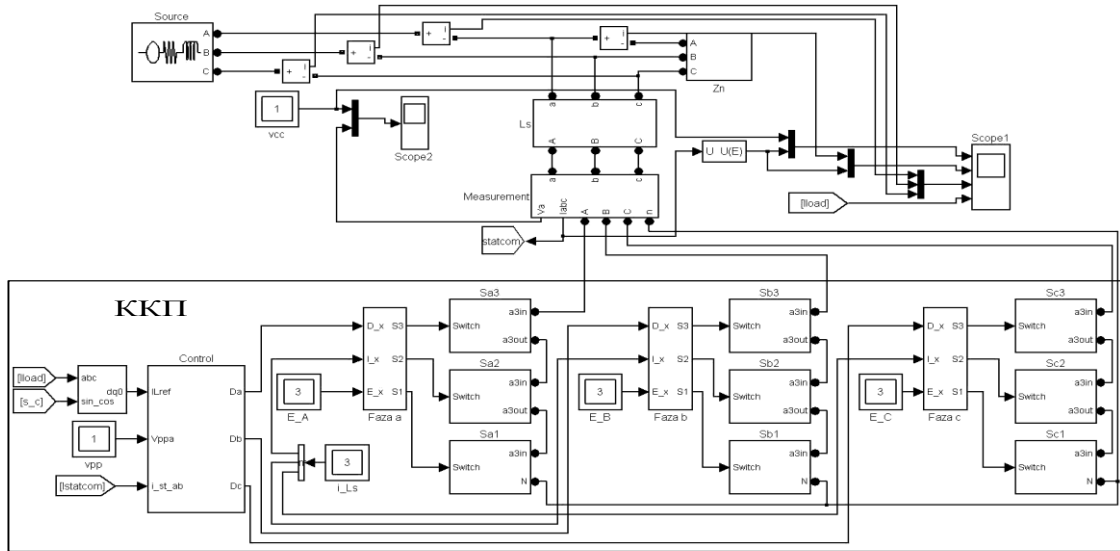 Source
A
B
C
+
i
-
+
i
-
+
i
-
+
i
-
A
B
C
Zn
1
vcc
Scope2
a
b
c
Ls
A
B
C
a
b
c
Measurement
Va
Iabc
A
B
C
n
U U(E)
Scope1
[Iload]
statcom
ККП
Sa3
Switch
a3in
a3out
Sb3
Switch
a3in
a3out
Sc3
Switch
a3in
a3out
D_x S3
I_x S2
E_x S1
Faza a
D_x S3
I_x S2
E_x S1
Faza b
D_x S3
I_x S2
E_x S1
Faza c
Control
[Iload]
[s_c]
abc
dq0
sin_cos
ILref
Da
Vppa
Db
i_st_ab
Dc
1
vpp
[Istatcom]
3
E_A
3
E_B
3
E_C
3
i_Ls
Sa2
Switch
a3in
a3out
Sb2
Switch
a3in
a3out
Sc2
Switch
a3in
a3out
Sa1
Switch
a3in
N
Sb1
Switch
a3in
N
Sc1
Switch
a3in
N